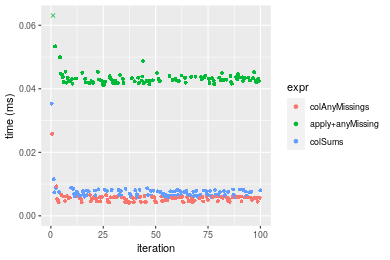 0.06
0.04
0.02
0.00
time (ms)
0
25
50
75
100
iteration
expr
colAnyMissings
apply+anyMissing
colSums